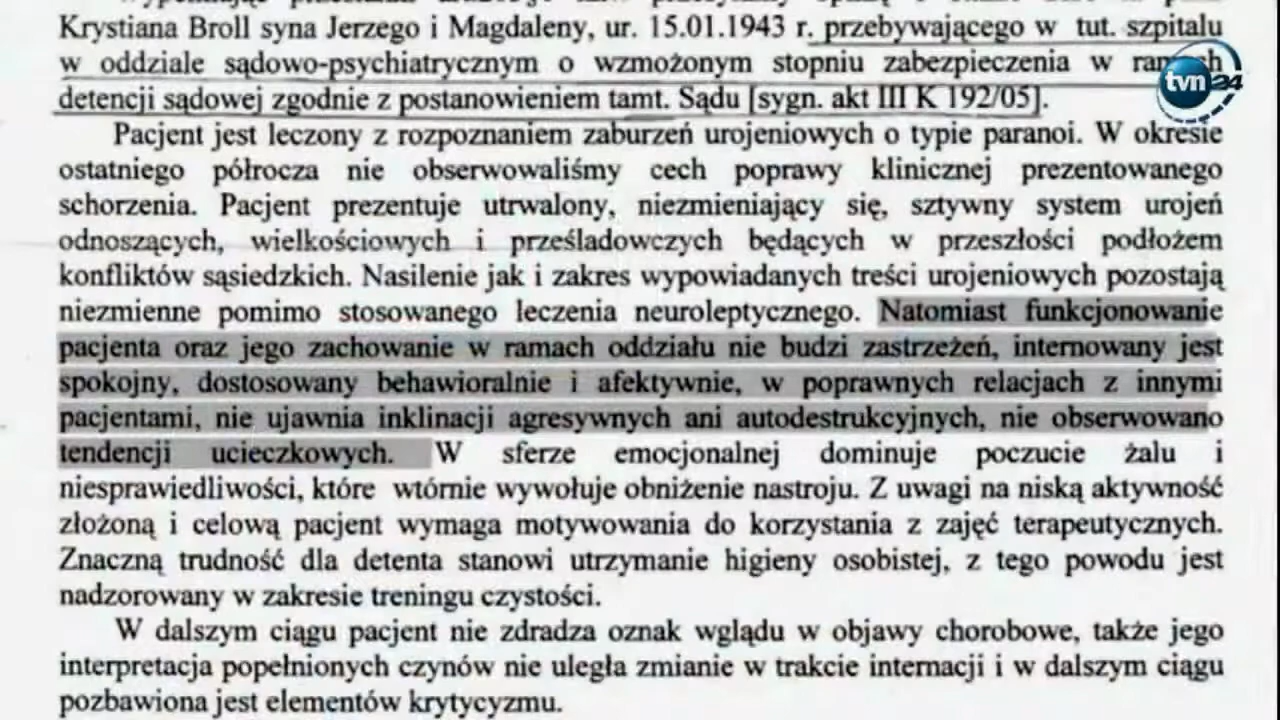 Krystiana Broll syna Jerzego i Magdaleny, ur. 15.01.1943 r. przebywającego w tut. szpitalu
w oddziale sądowo-psychiatrycznym o wzmożonym stopniu zabezpieczenia w ramach
detencji sądowej zgodnie z postanowieniem tamt. Sądu [sygn. akt III K 192/05].
tvn24
Pacjent jest leczony z rozpoznaniem zaburzeń urojeniowych o typie paranoi. W okresie
ostatniego półrocza nie obserwowaliśmy cech poprawy klinicznej prezentowanego
schorzenia. Pacjent prezentuje utrwalony, niezmieniający się, sztywny system urojeń
odnoszących, wielkościowych i prześladowczych będących w przeszłości podłożem
konfliktów sąsiedzkich. Nasilenie jak i zakres wypowiadanych treści urojeniowych pozostają
niezmienne pomimo stosowanego leczenia neuroleptycznego. Natomiast funkcjonowanie
pacjenta oraz jego zachowanie w ramach oddziału nie budzi zastrzeżeń, internowany jest
spokojny, dostosowany behawioralnie i afektywnie, w poprawnych relacjach z innymi
pacjentami, nie ujawnia inklinacji agresywnych ani autodestrukcyjnych, nie obserwowano
tendencji ucieczkowych. W sferze emocjonalnej dominuje poczucie żalu i
niesprawiedliwości, które wtórnie wywołuje obniżenie nastroju. Z uwagi na niską aktywność
złożoną i celową pacjent wymaga motywowania do korzystania z zajęć terapeutycznych.
Znaczną trudność dla detenta stanowi utrzymanie higieny osobistej, z tego powodu jest
nadzorowany w zakresie treningu czystości.
W dalszym ciągu pacjent nie zdradza oznak wglądu w objawy chorobowe, także jego
interpretacja popełnionych czynów nie uległa zmianie w trakcie internacji i w dalszym ciągu
pozbawiona jest elementów krytycyzmu.